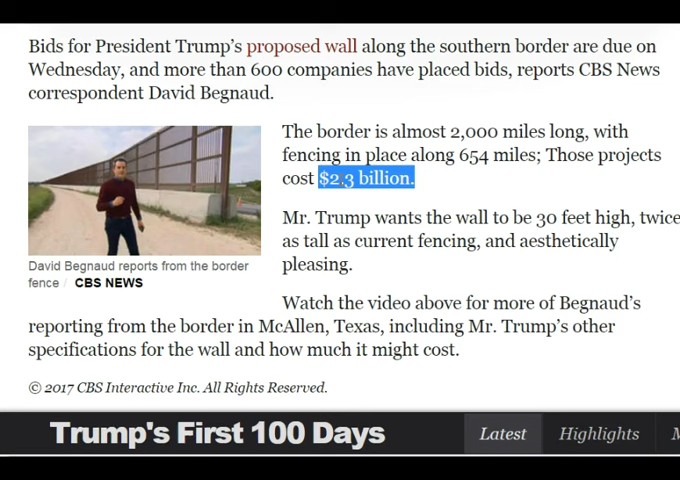 Bids for President Trump's proposed wall along the southern border are due on
Wednesday, and more than 600 companies have placed bids, reports CBS News
correspondent David Begnaud.
The border is almost 2,000 miles long, with
fencing in place along 654 miles; Those projects
cost $2.3 billion.
Mr. Trump wants the wall to be 30 feet high, twice
as tall as current fencing, and aesthetically
pleasing.
David Begnaud reports from the border
fence / CBS NEWS
Watch the video above for more of Begnaud's
reporting from the border in McAllen, Texas, including Mr. Trump's other
specifications for the wall and how much it might cost.
© 2017 CBS Interactive Inc. All Rights Reserved.
Trump's First 100 Days Latest Highlights